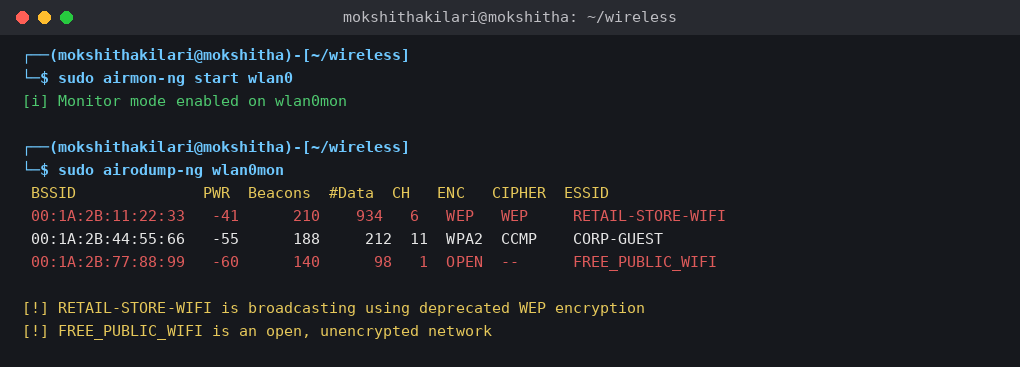 mokshithakilari@mokshitha: ~/wireless
┌──(mokshithakilari@mokshitha)-[~/wireless]
└─$ sudo airmon-ng start wlan0
[i] Monitor mode enabled on wlan0mon
┌──(mokshithakilari@mokshitha)-[~/wireless]
└─$ sudo airodump-ng wlan0mon
BSSID              PWR  Beacons  #Data  CH   ENC   CIPHER  ESSID
00:1A:2B:11:22:33   -41      210    934   6   WEP   WEP     RETAIL-STORE-WIFI
00:1A:2B:44:55:66   -55      188     212  11  WPA2  CCMP    CORP-GUEST
00:1A:2B:77:88:99   -60      140      98   1  OPEN  --      FREE_PUBLIC_WIFI
[!] RETAIL-STORE-WIFI is broadcasting using deprecated WEP encryption
[!] FREE_PUBLIC_WIFI is an open, unencrypted network